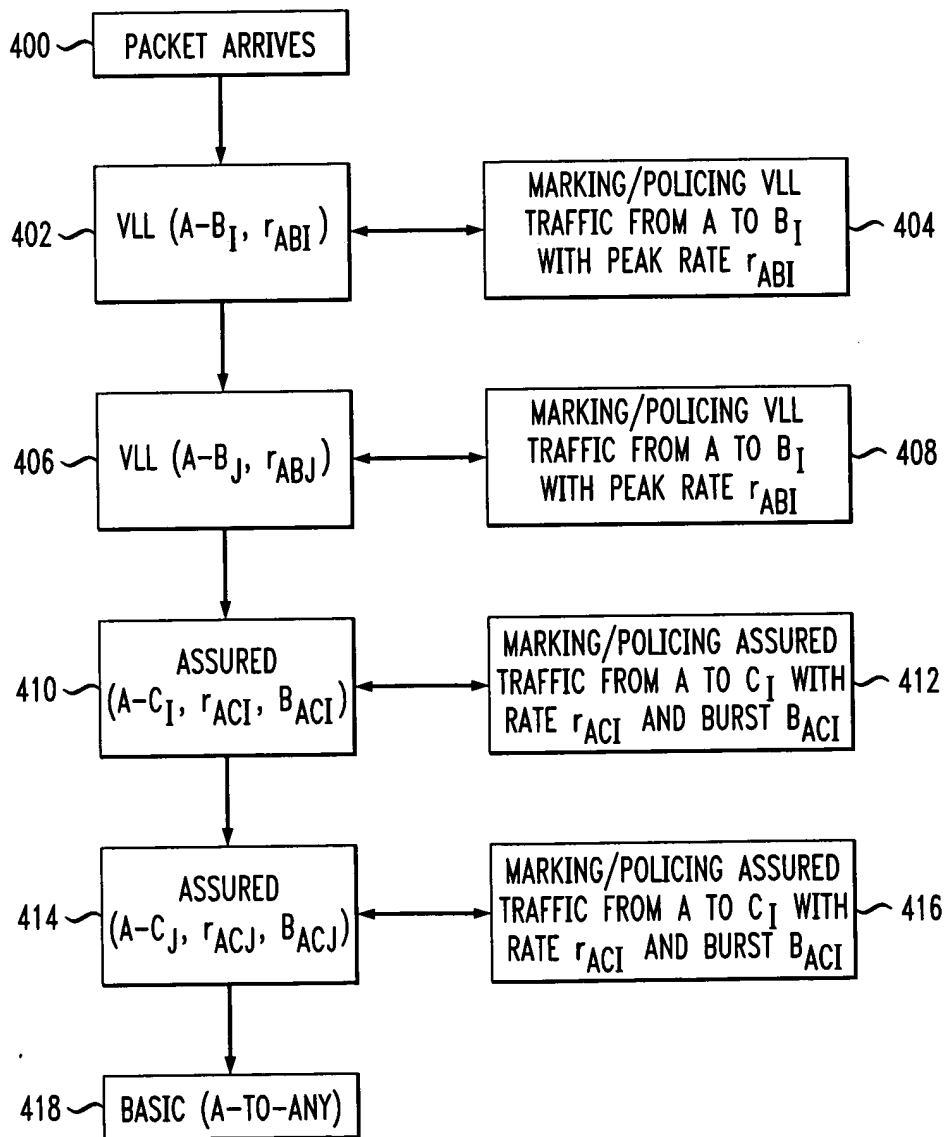 400 PACKET ARRIVES
402 VLL (A-B_I, r_ABI)
MARKING/POLICING VLL
TRAFFIC FROM A TO B_I
WITH PEAK RATE r_ABI
404
406 VLL (A-B_J, r_ABJ)
MARKING/POLICING VLL
TRAFFIC FROM A TO B_I
WITH PEAK RATE r_ABI
408
410 ASSURED
(A-C_I, r_ACI, B_ACI)
MARKING/POLICING ASSURED
TRAFFIC FROM A TO C_I WITH
RATE r_ACI AND BURST B_ACI
412
414 ASSURED
(A-C_J, r_ACJ, B_ACJ)
MARKING/POLICING ASSURED
TRAFFIC FROM A TO C_I WITH
RATE r_ACI AND BURST B_ACI
416
418 BASIC (A-TO-ANY)